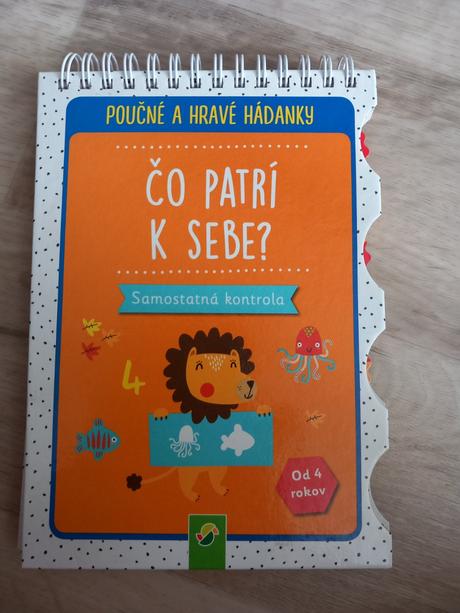 POUČNÉ A HRAVÉ HÁDANKY
ČO PATRÍ
K SEBE?
Samostatná kontrola
4
Od 4
rokov